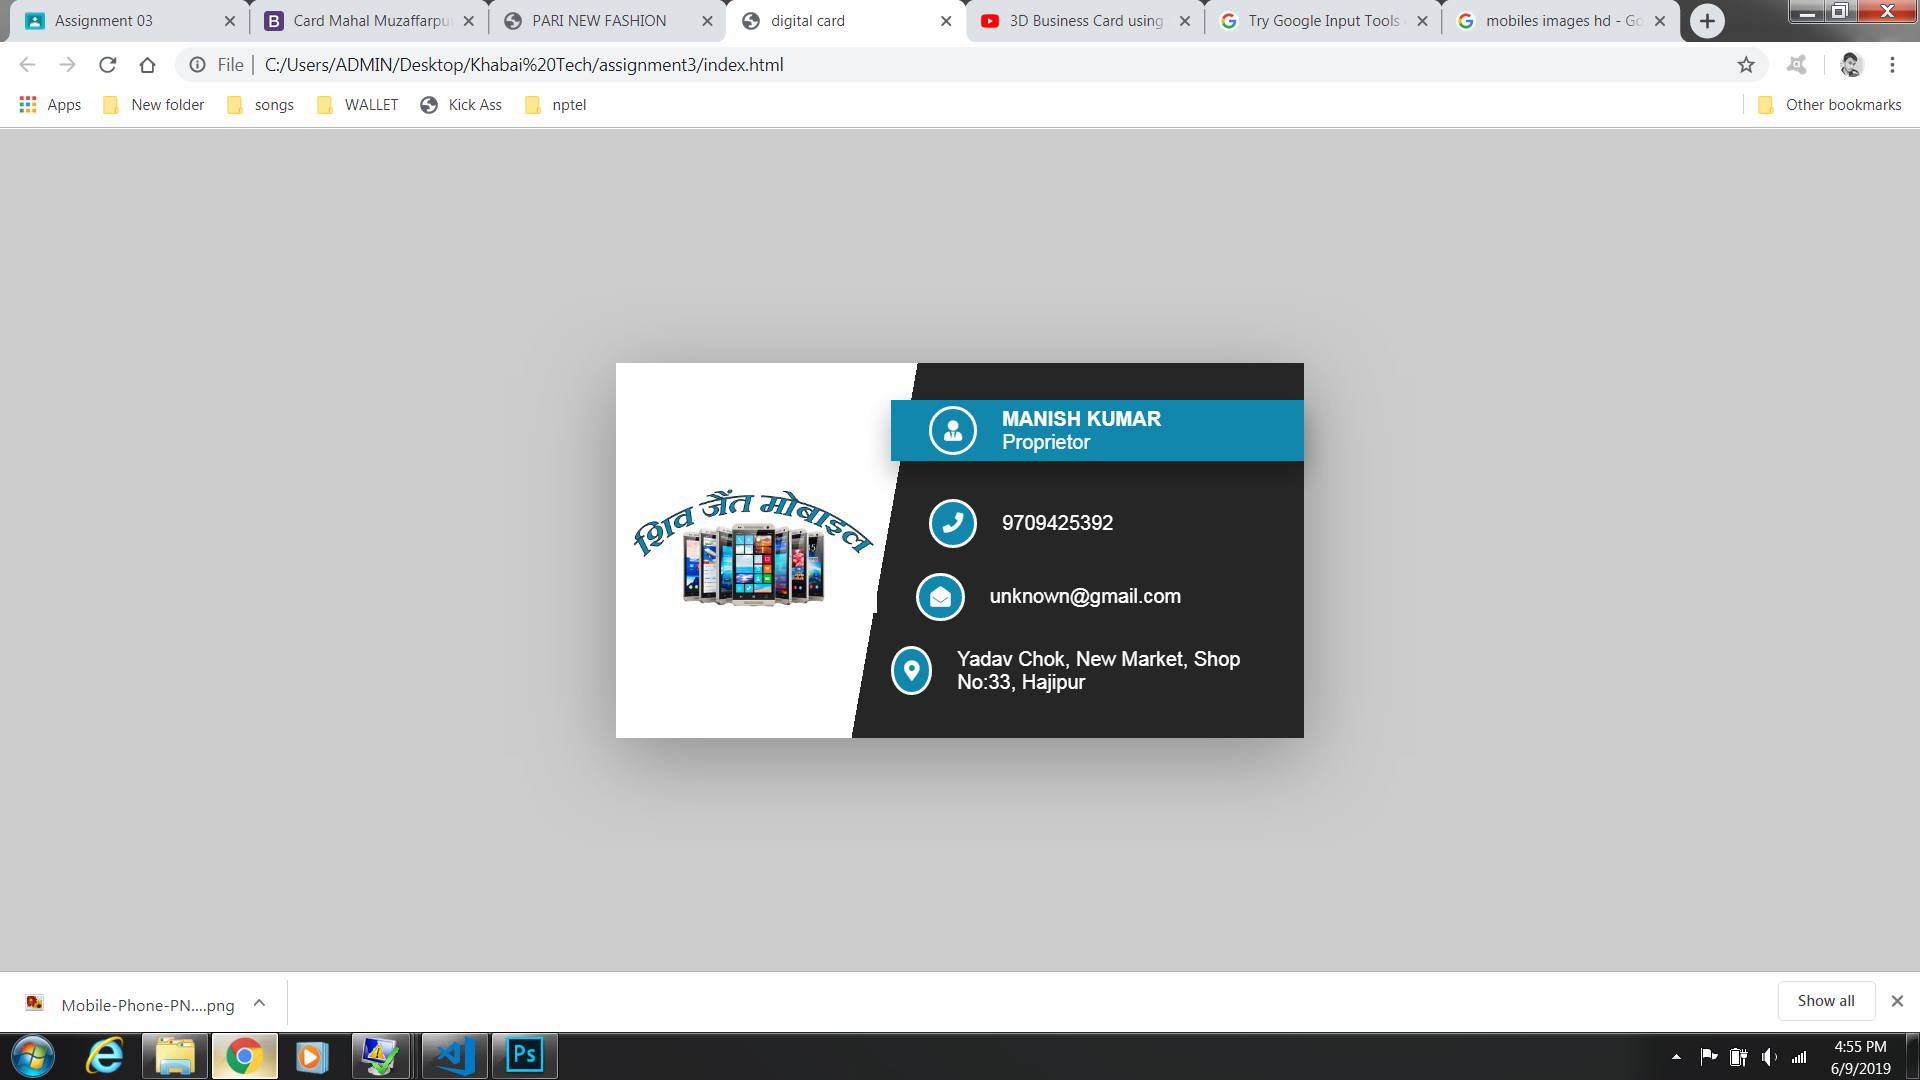 Assignment 03
Card Mahal Muzaffarpu
PARI NEW FASHION
digital card
3D Business Card using
Try Google Input Tools
mobiles images hd - Go
File
C:/Users/ADMIN/Desktop/Khabai%20Tech/assignment3/index.html
Apps
New folder
songs
WALLET
Kick Ass
nptel
Other bookmarks
शिव जैंत मोबाइल
MANISH KUMAR
Proprietor
9709425392
unknown@gmail.com
Yadav Chok, New Market, Shop
No:33, Hajipur
Mobile-Phone-PN....png
Show all
Ps
4:55 PM
6/9/2019